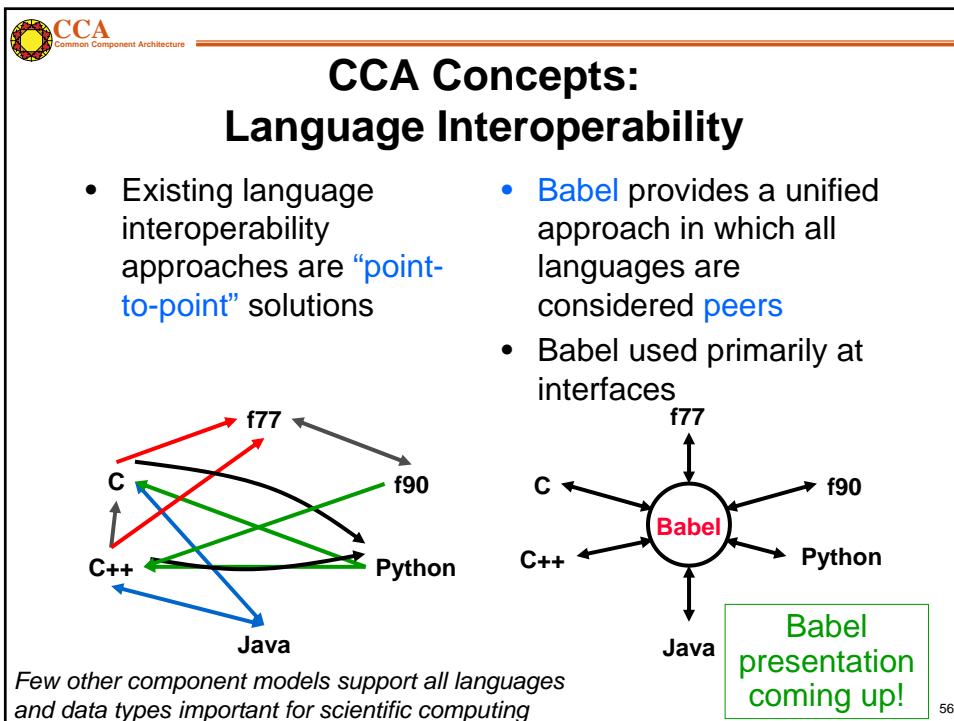 CCA
Common Component Architecture
CCA Concepts:
Language Interoperability
• Existing language
interoperability
approaches are “point-
to-point” solutions
• Babel provides a unified
approach in which all
languages are
considered peers
• Babel used primarily at
interfaces
f77
C
f90
C++
Python
Java
f77
C
f90
Babel
C++
Python
Java
Babel
presentation
coming up!
Few other component models support all languages
and data types important for scientific computing
56